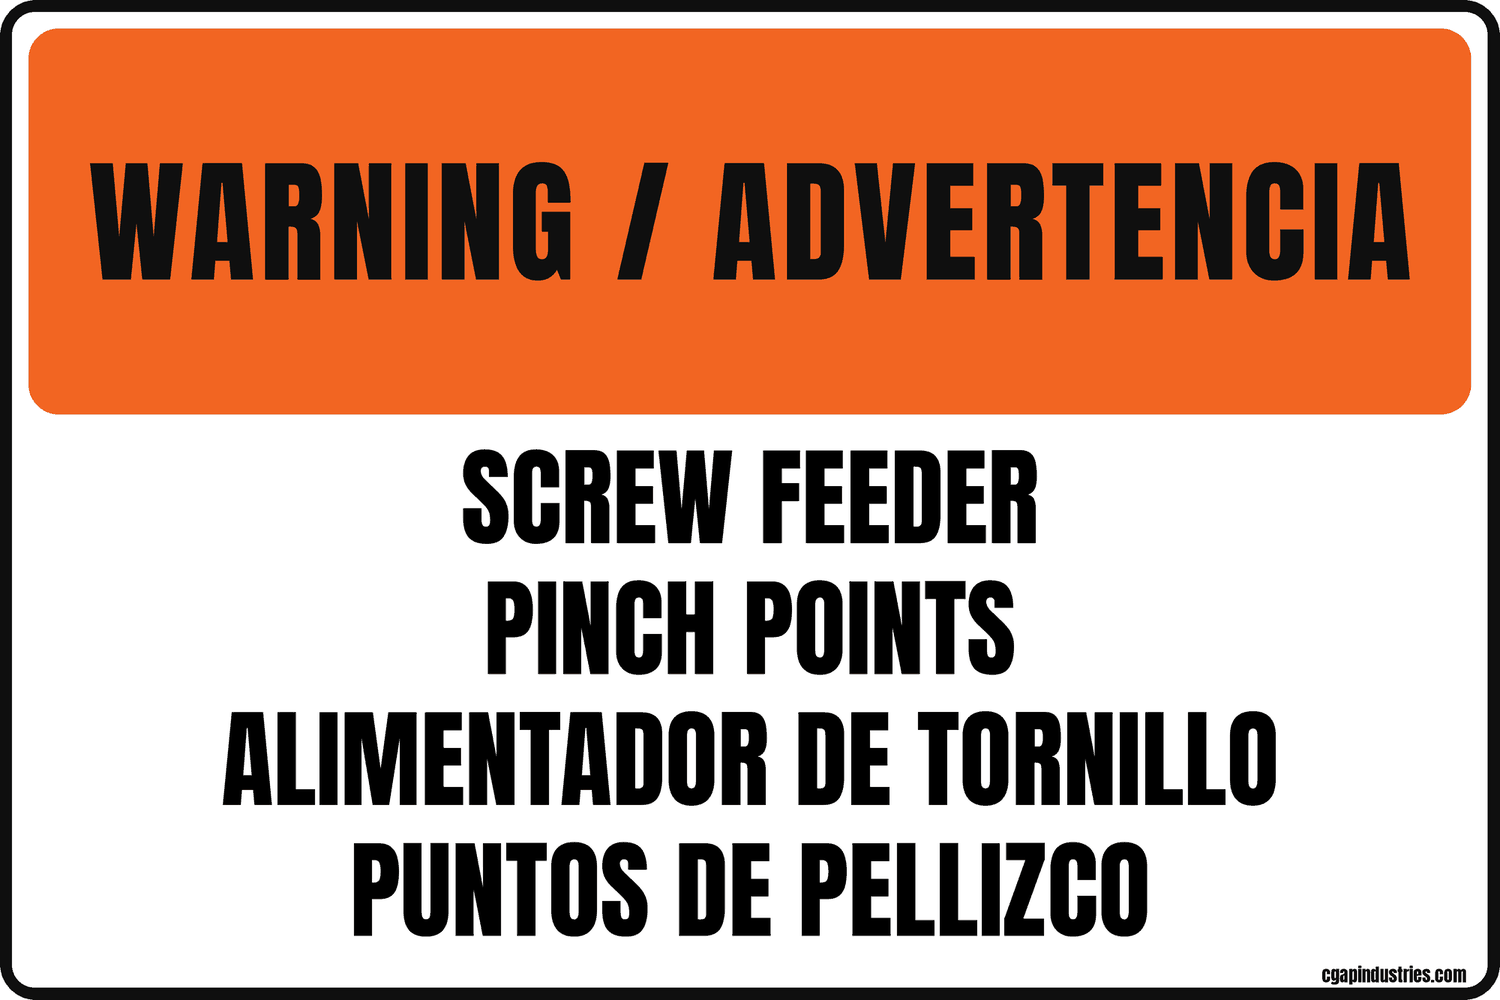 WARNING / ADVERTENCIA
SCREW FEEDER
PINCH POINTS
ALIMENTADOR DE TORNILLO
PUNTOS DE PELLIZCO
cgapindustries.com